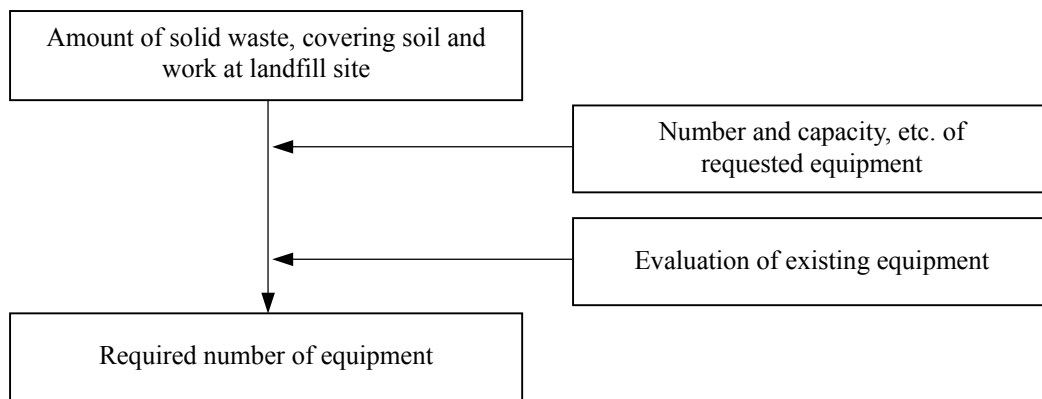 Amount of solid waste, covering soil and
work at landfill site
Number and capacity, etc. of
requested equipment
Evaluation of existing equipment
Required number of equipment